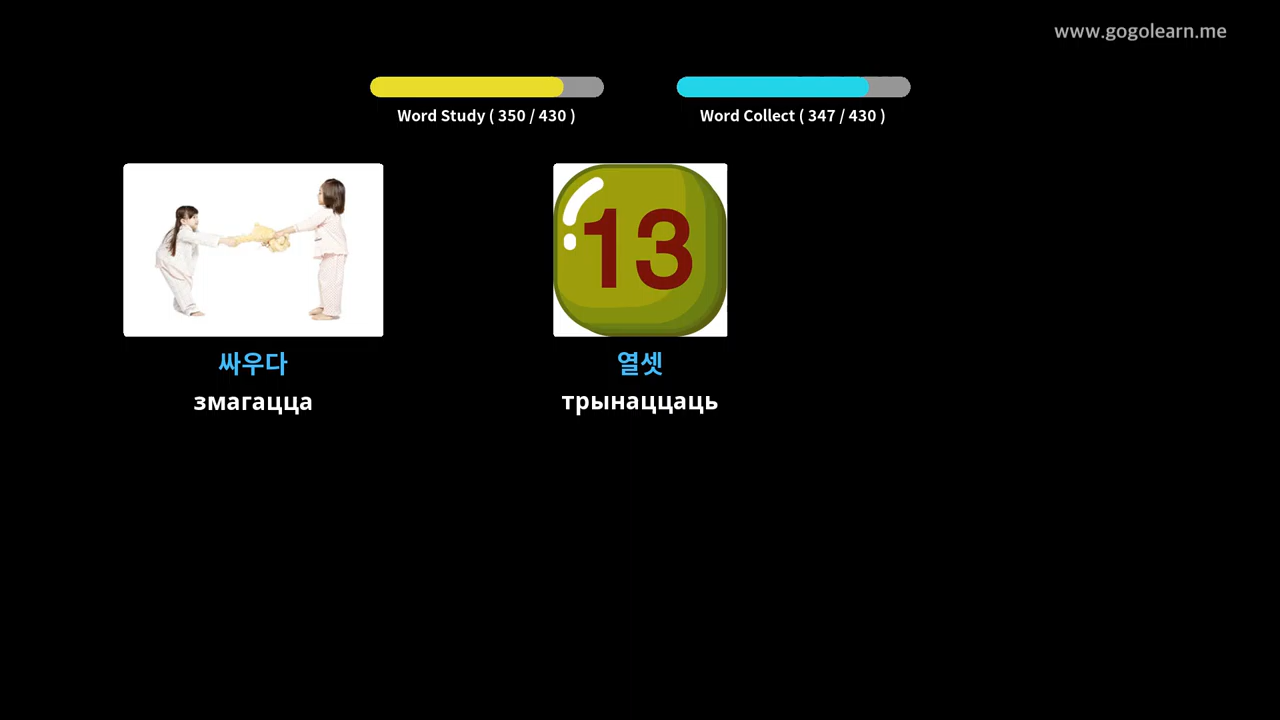 www.gogolearn.me
Word Study ( 350 / 430 )
Word Collect ( 347 / 430 )
13
싸우다
열셋
змагацца
трынаццаць